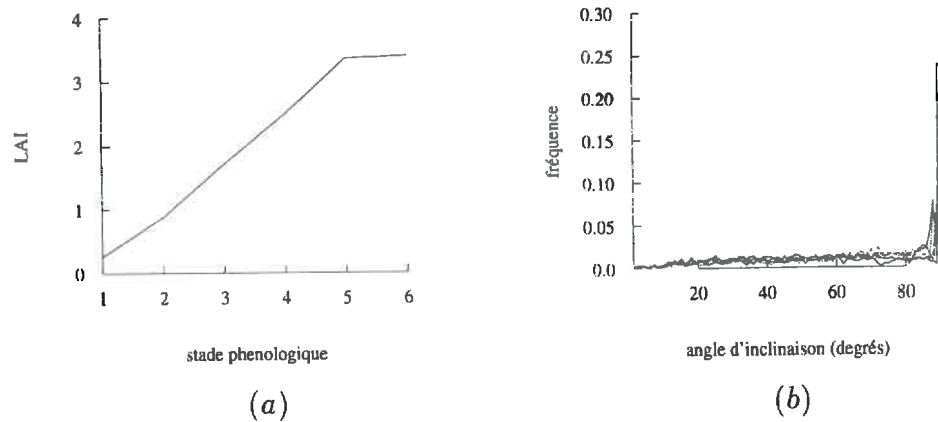 4
3
2
1
0
LAI
1 2 3 4 5 6
stade phenologique
(a)
0.30
0.25
0.20
0.15
0.10
0.05
0.0
fréquence
20 40 60 80
angle d'inclinaison (degrés)
(b)